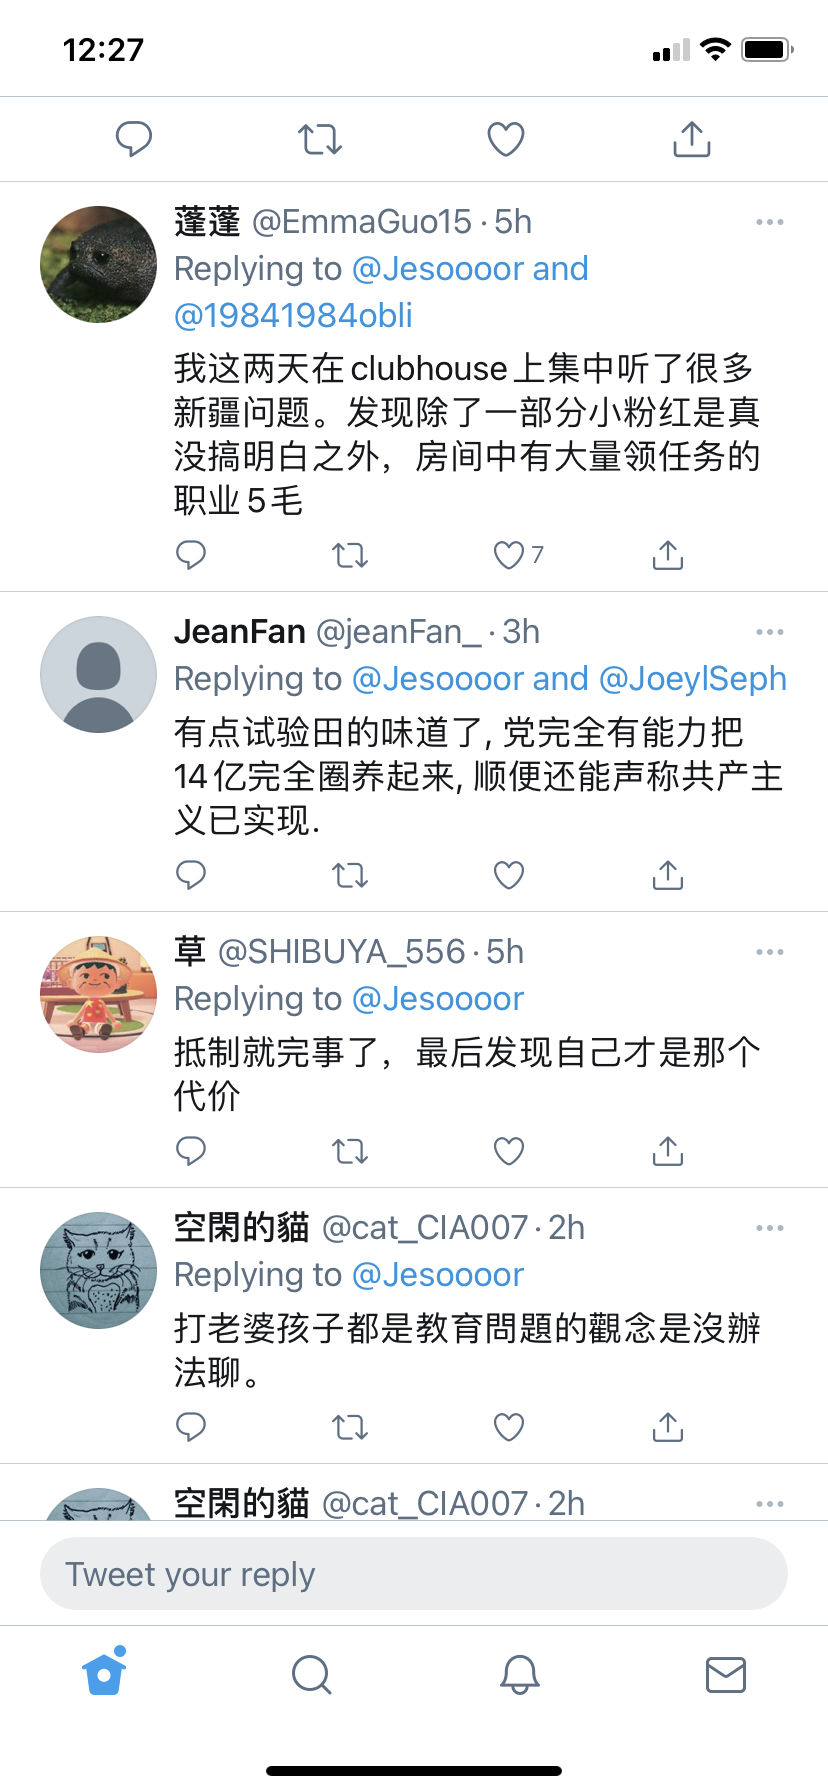 12:27
蓬蓬 @EmmaGuo15 · 5h
Replying to @Jesoooor and
@19841984obli
我这两天在clubhouse上集中听了很多
新疆问题。发现除了一部分小粉红是真
没搞明白之外，房间中有大量领任务的
职业5毛
7
JeanFan @jeanFan_ · 3h
Replying to @Jesoooor and @JoeylSeph
有点试验田的味道了, 党完全有能力把
14亿完全圈养起来, 顺便还能声称共产主
义已实现.
草 @SHIBUYA_556 · 5h
Replying to @Jesoooor
抵制就完事了，最后发现自己才是那个
代价
空閑的貓 @cat_CIA007 · 2h
Replying to @Jesoooor
打老婆孩子都是教育問題的觀念是沒辦
法聊。
空閑的貓 @cat_CIA007 · 2h
Tweet your reply